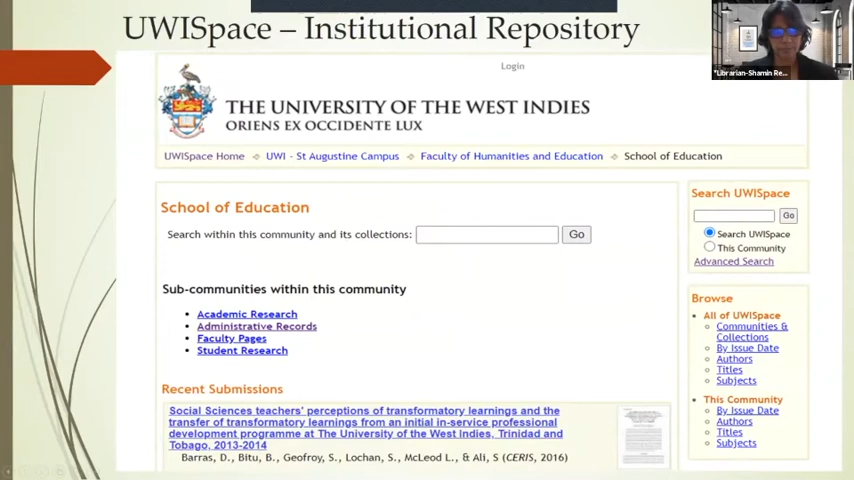 UWISpace – Institutional Repository
*Librarian-Shamin Re...
Login
THE UNIVERSITY OF THE WEST INDIES
ORIENS EX OCCIDENTE LUX
UWISpace Home
UWI - St Augustine Campus
Faculty of Humanities and Education
School of Education
School of Education
Search within this community and its collections:
Go
Sub-communities within this community
Academic Research
Administrative Records
Faculty Pages
Student Research
Recent Submissions
Social Sciences teachers' perceptions of transformatory learnings and the
transfer of transformatory learnings from an initial in-service professional
development programme at The University of the West Indies, Trinidad and
Tobago, 2013-2014
Barras, D., Bitu, B., Geofroy, S., Lochan, S., McLeod L., & Ali, S (CERIS, 2016)
Search UWISpace
Go
Search UWISpace
This Community
Advanced Search
Browse
All of UWISpace
Communities &
Collections
By Issue Date
Authors
Titles
Subjects
This Community
By Issue Date
Authors
Titles
Subjects